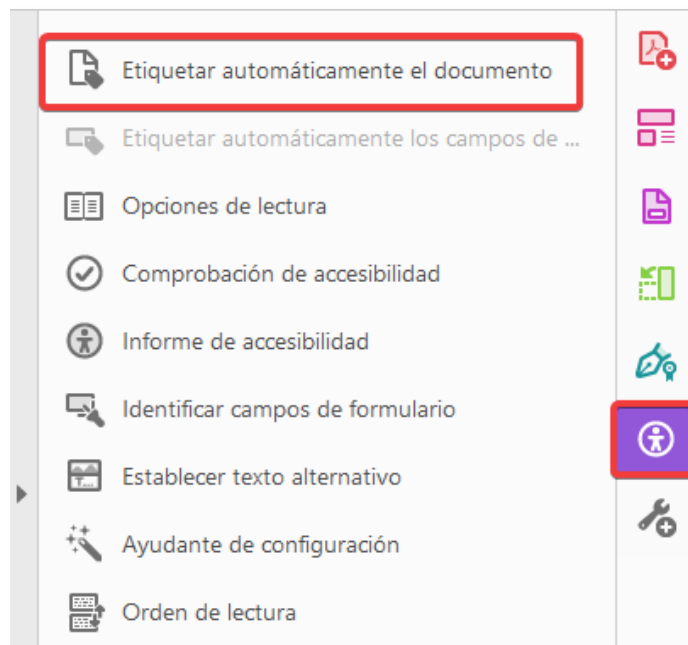 Etiquetar automáticamente el documento
Etiquetar automáticamente los campos de ...
Opciones de lectura
Comprobación de accesibilidad
Informe de accesibilidad
Identificar campos de formulario
Establecer texto alternativo
Ayudante de configuración
Orden de lectura